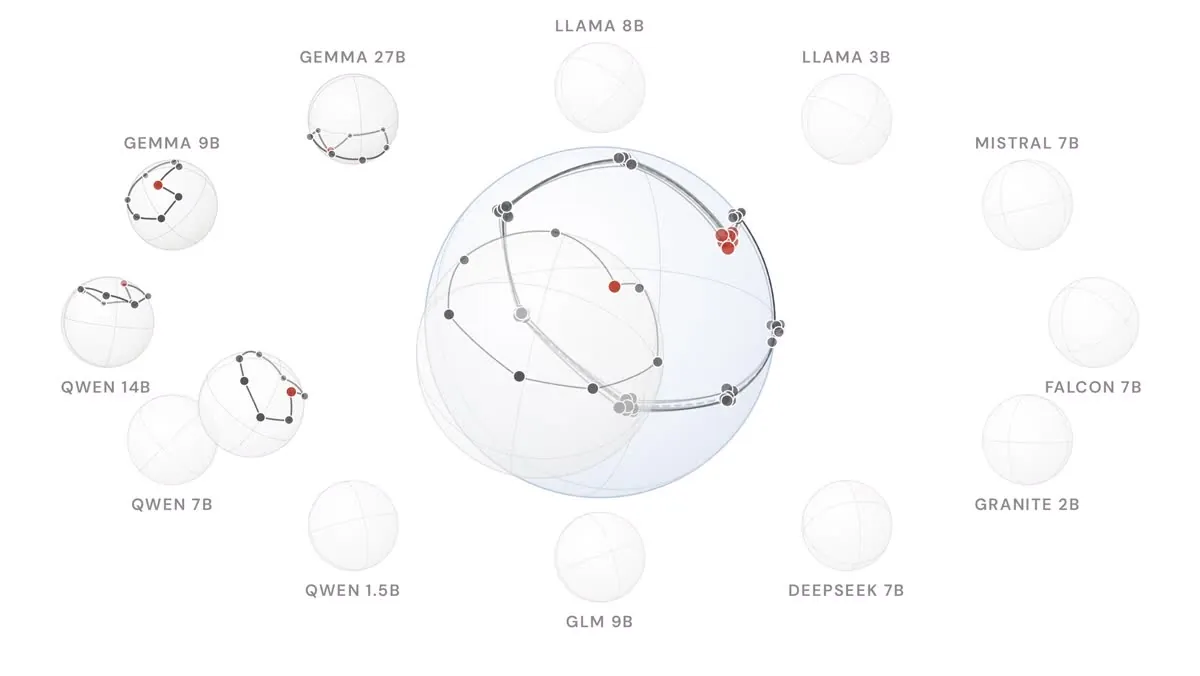 LLAMA 8B
GEMMA 27B
LLAMA 3B
GEMMA 9B
MISTRAL 7B
QWEN 14B
FALCON 7B
QWEN 7B
GRANITE 2B
QWEN 1.5B
DEEPSEEK 7B
GLM 9B